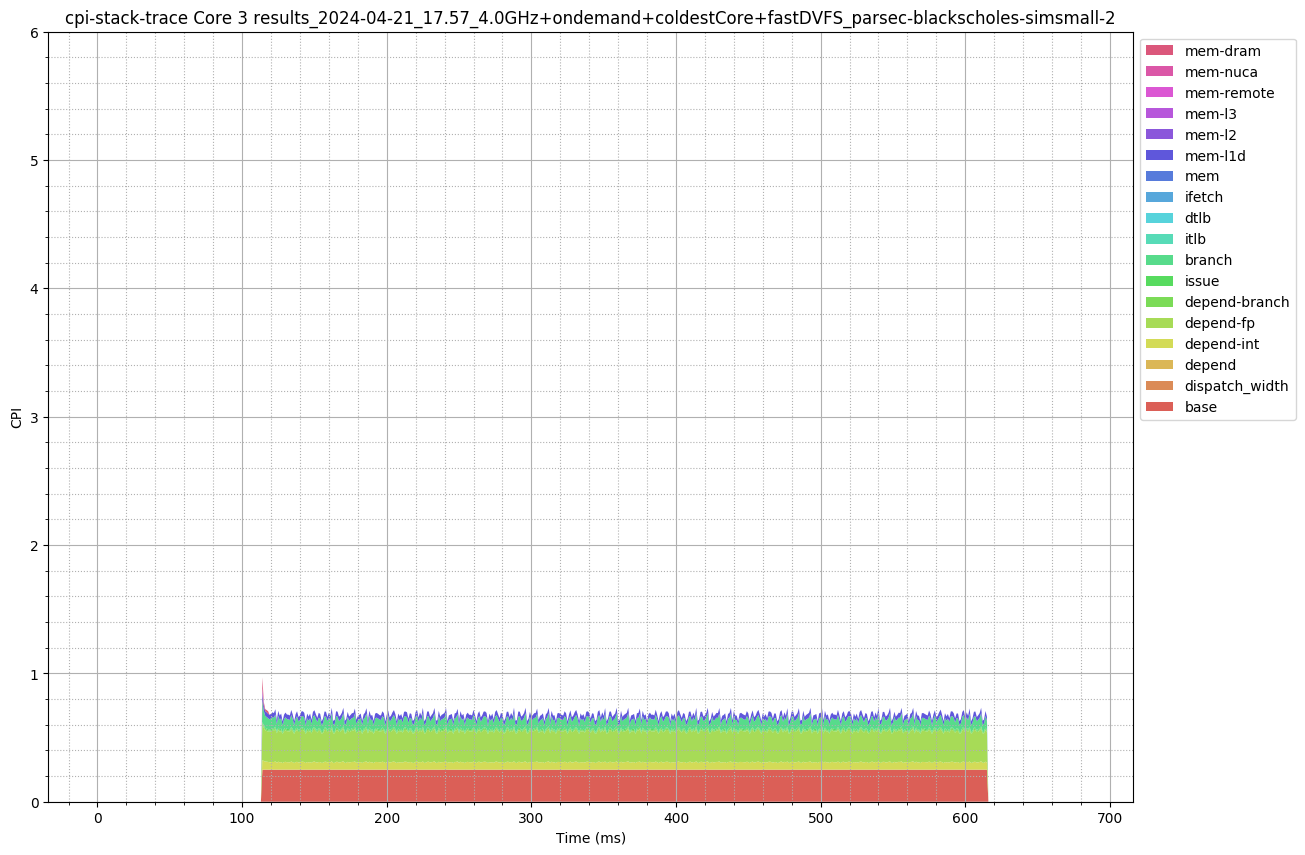 cpi-stack-trace Core 3 results_2024-04-21_17.57_4.0GHz+ondemand+coldestCore+fastDVFS_parsec-blackscholes-simsmall-2
6
5
4
3
2
1
0
CPI
0
100
200
300
400
500
600
700
Time (ms)
mem-dram
mem-nuca
mem-remote
mem-l3
mem-l2
mem-l1d
mem
ifetch
dtlb
itlb
branch
issue
depend-branch
depend-fp
depend-int
depend
dispatch_width
base